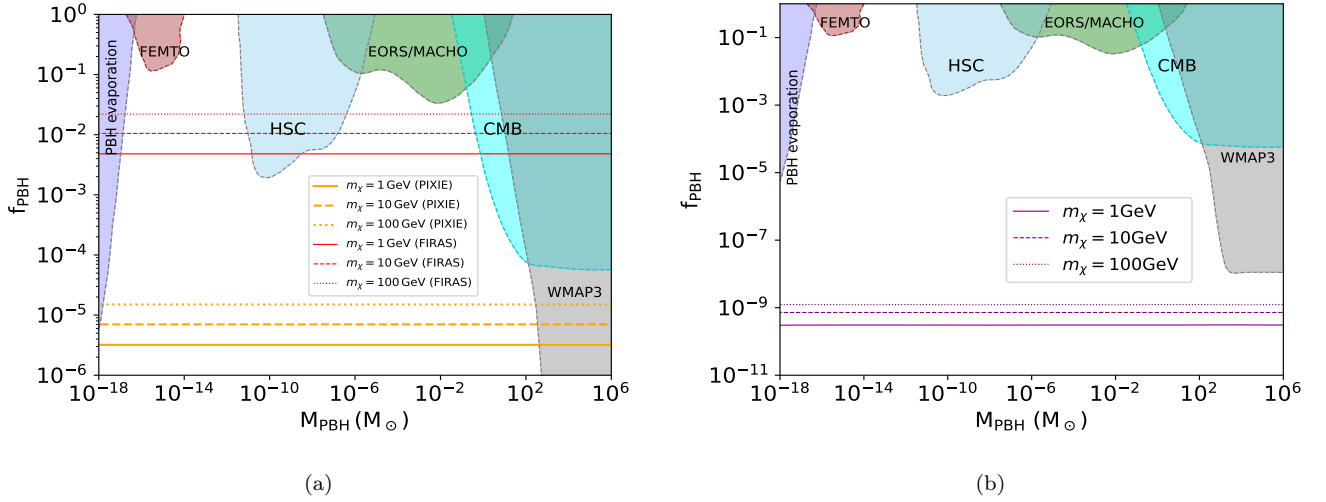 10⁰
10⁻¹
10⁻²
10⁻³
10⁻⁴
10⁻⁵
10⁻⁶
f_PBH
PBH evaporation
FEMTO
EORS/MACHO
HSC
CMB
WMAP3
m_χ = 1 GeV (PIXIE)
m_χ = 10 GeV (PIXIE)
m_χ = 100 GeV (PIXIE)
m_χ = 1 GeV (FIRAS)
m_χ = 10 GeV (FIRAS)
m_χ = 100 GeV (FIRAS)
10⁻¹⁸ 10⁻¹⁴ 10⁻¹⁰ 10⁻⁶ 10⁻² 10² 10⁶
M_PBH (M_⊙)
(a)
10⁻¹
10⁻³
10⁻⁵
10⁻⁷
10⁻⁹
10⁻¹¹
f_PBH
PBH evaporation
FEMTO
EORS/MACHO
HSC
CMB
WMAP3
m_χ = 1GeV
m_χ = 10GeV
m_χ = 100GeV
10⁻¹⁸ 10⁻¹⁴ 10⁻¹⁰ 10⁻⁶ 10⁻² 10² 10⁶
M_PBH (M_⊙)
(b)